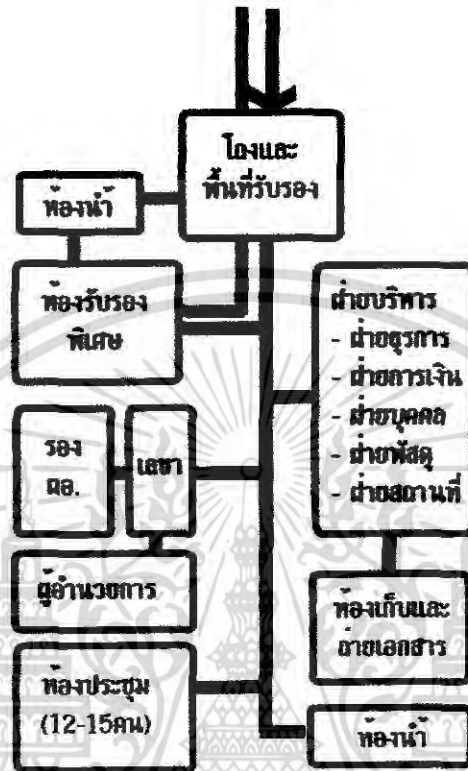 โถงและ
พื้นที่รับรอง
ห้องน้ำ
ห้องรับรอง
พิเศษ
ฝ่ายบริหาร
- ฝ่ายธุรการ
- ฝ่ายการเงิน
- ฝ่ายบุคคล
- ฝ่ายพัสดุ
- ฝ่ายสถานที่
รอง
ผอ.
เลขา
ผู้อำนวยการ
ห้องเก็บและ
ถ่ายเอกสาร
ห้องประชุม
(12-15คน)
ห้องน้ำ